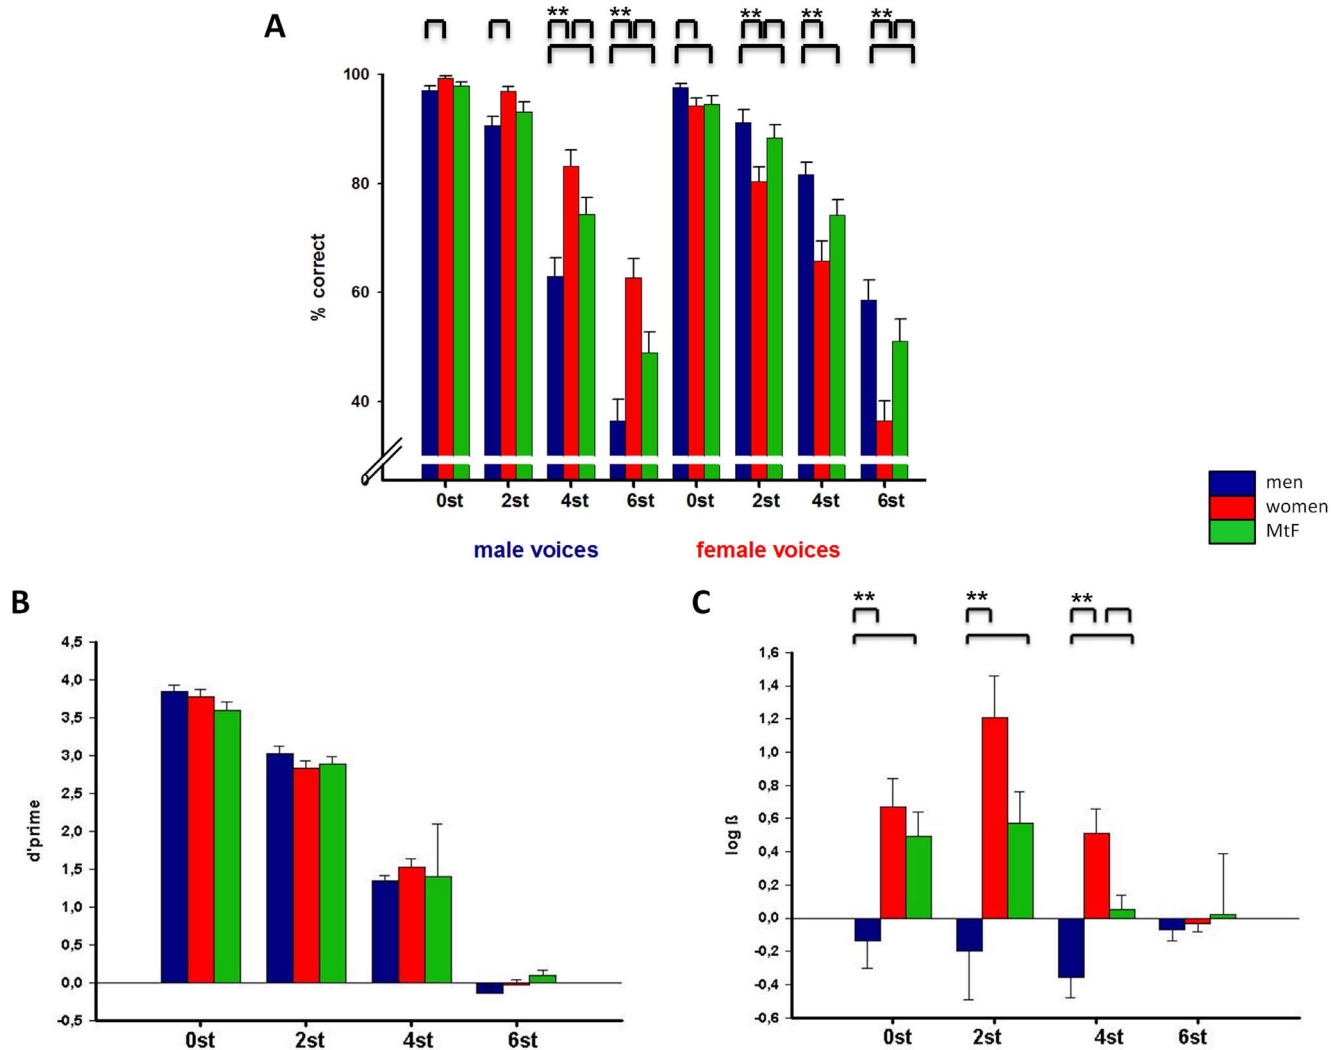 A
** ** ** ** **
100
80
60
40
0
% correct
0st 2st 4st 6st 0st 2st 4st 6st
male voices female voices
men
women
MtF
B
4,5
4,0
3,5
3,0
2,5
2,0
1,5
1,0
0,5
0,0
-0,5
d'prime
0st 2st 4st 6st
C
** ** **
1,6
1,4
1,2
1,0
0,8
0,6
0,4
0,2
0,0
-0,2
-0,4
-0,6
log ß
0st 2st 4st 6st